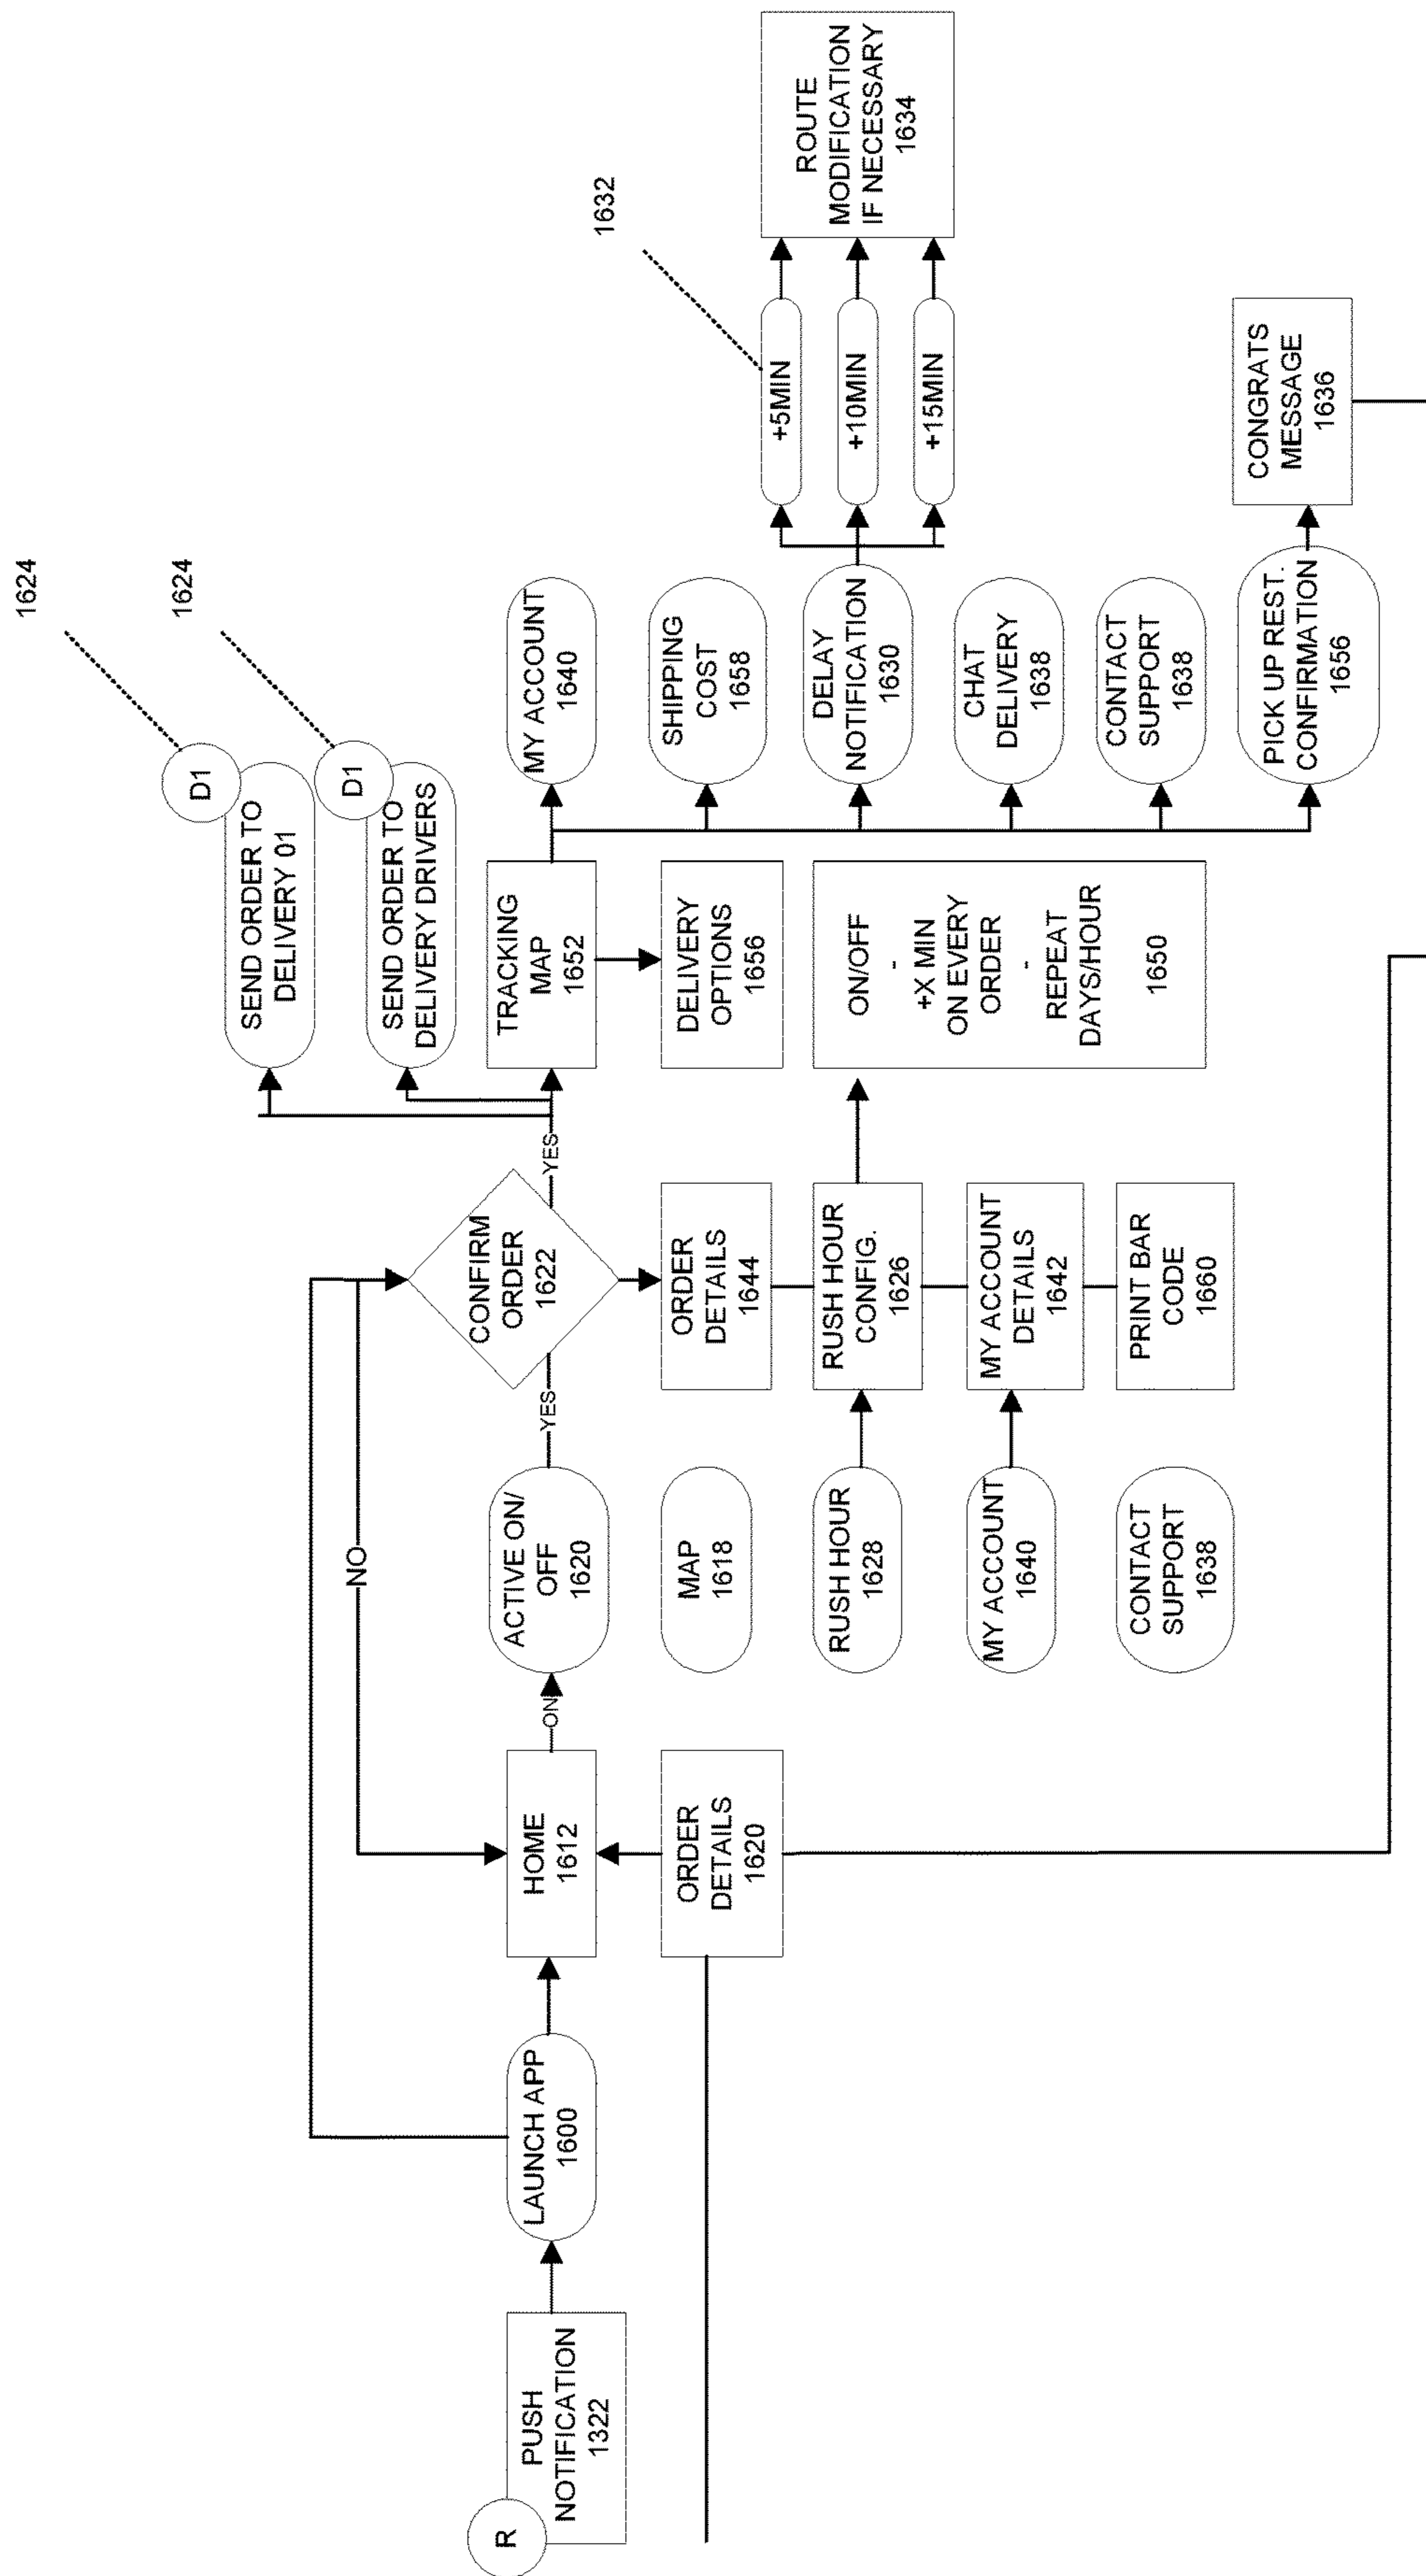 R
PUSH
NOTIFICATION
1322
LAUNCH APP
1600
HOME
1612
ORDER
DETAILS
1620
NO
ON
ACTIVE ON/
OFF
1620
MAP
1618
RUSH HOUR
1628
MY ACCOUNT
1640
CONTACT
SUPPORT
1638
YES
CONFIRM
ORDER
1622
ORDER
DETAILS
1644
RUSH HOUR
CONFIG.
1626
MY ACCOUNT
DETAILS
1642
PRINT BAR
CODE
1660
YES
SEND ORDER TO
DELIVERY 01
D1
1624
SEND ORDER TO
DELIVERY DRIVERS
D1
1624
TRACKING
MAP
1652
DELIVERY
OPTIONS
1656
ON/OFF
-
+X MIN
ON EVERY
ORDER
-
REPEAT
DAYS/HOUR
1650
MY ACCOUNT
1640
SHIPPING
COST
1658
DELAY
NOTIFICATION
1630
CHAT
DELIVERY
1638
CONTACT
SUPPORT
1638
PICK UP REST.
CONFIRMATION
1656
+5MIN
+10MIN
+15MIN
1632
ROUTE
MODIFICATION
IF NECESSARY
1634
CONGRATS
MESSAGE
1636